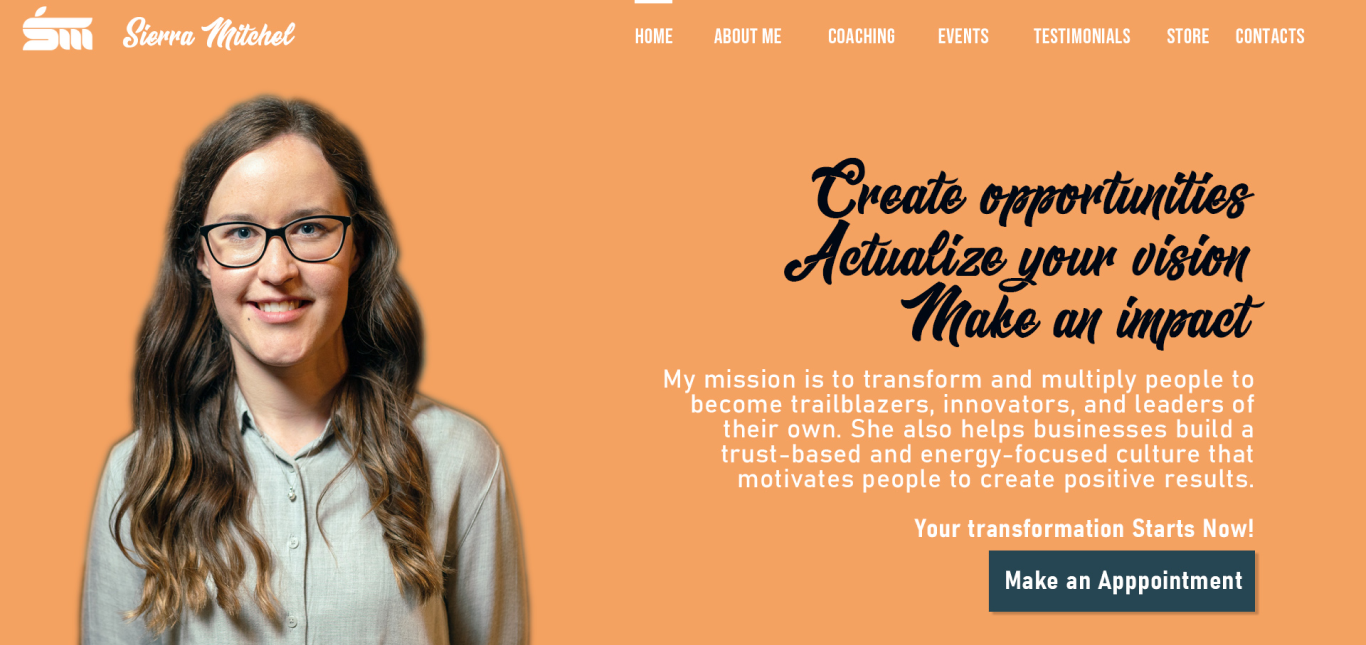 SM Sierra Mitchel
HOME ABOUT ME COACHING EVENTS TESTIMONIALS STORE CONTACTS
Create opportunities
Actualize your vision
Make an impact
My mission is to transform and multiply people to
become trailblazers, innovators, and leaders of
their own. She also helps businesses build a
trust-based and energy-focused culture that
motivates people to create positive results.
Your transformation Starts Now!
Make an Apppointment